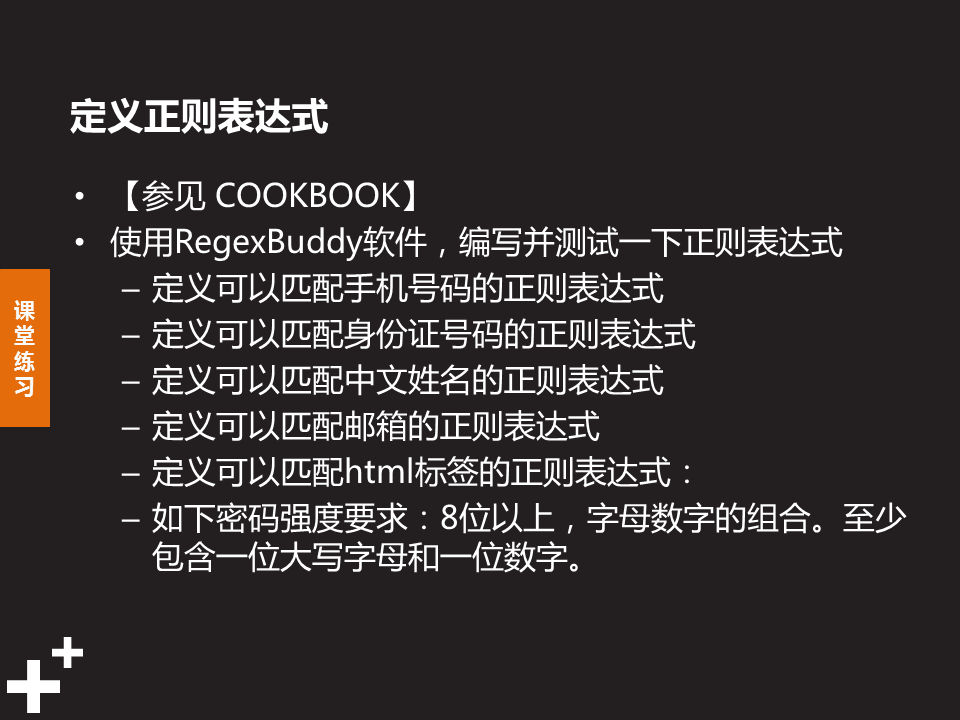 定义正则表达式
• 【参见 COOKBOOK】
• 使用RegexBuddy软件，编写并测试一下正则表达式
– 定义可以匹配手机号码的正则表达式
– 定义可以匹配身份证号码的正则表达式
– 定义可以匹配中文姓名的正则表达式
– 定义可以匹配邮箱的正则表达式
– 定义可以匹配html标签的正则表达式：
– 如下密码强度要求：8位以上，字母数字的组合。至少
包含一位大写字母和一位数字。
课
堂
练
习